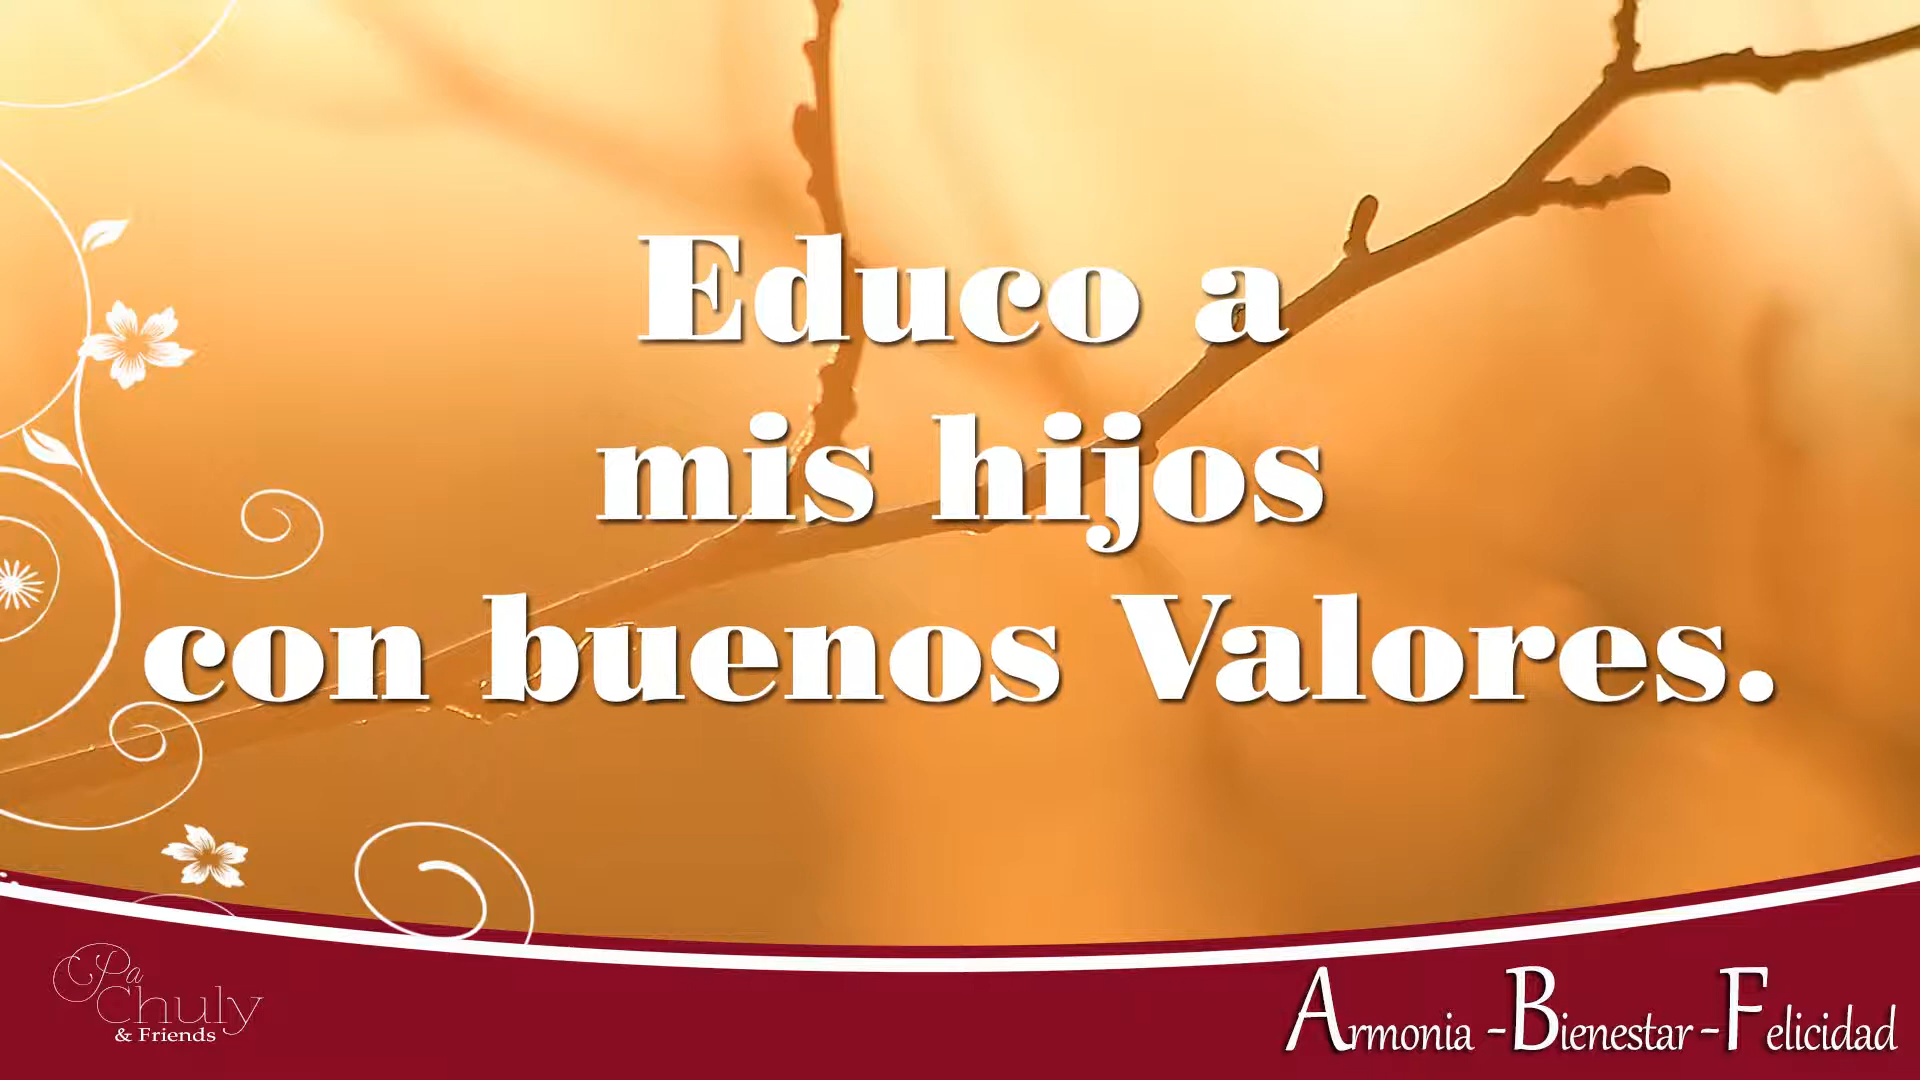 Educo a
mis hijos
con buenos Valores.
Pa
Chuly
& Friends
Armonia - Bienestar - Felicidad